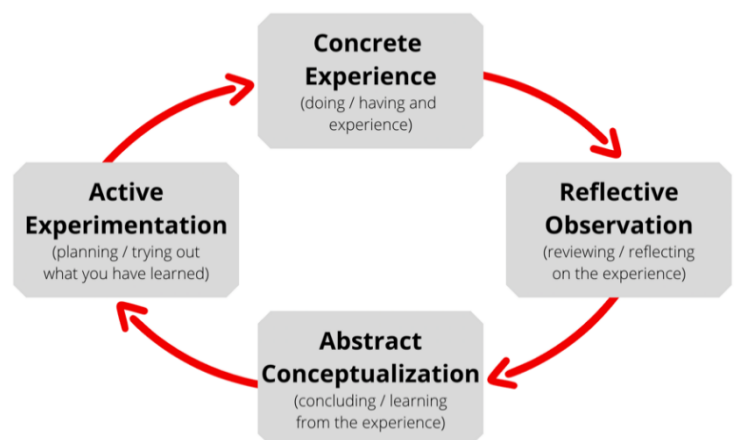 Concrete
Experience
(doing / having and
experience)
Active
Experimentation
(planning / trying out
what you have learned)
Reflective
Observation
(reviewing / reflecting
on the experience)
Abstract
Conceptualization
(concluding / learning
from the experience)